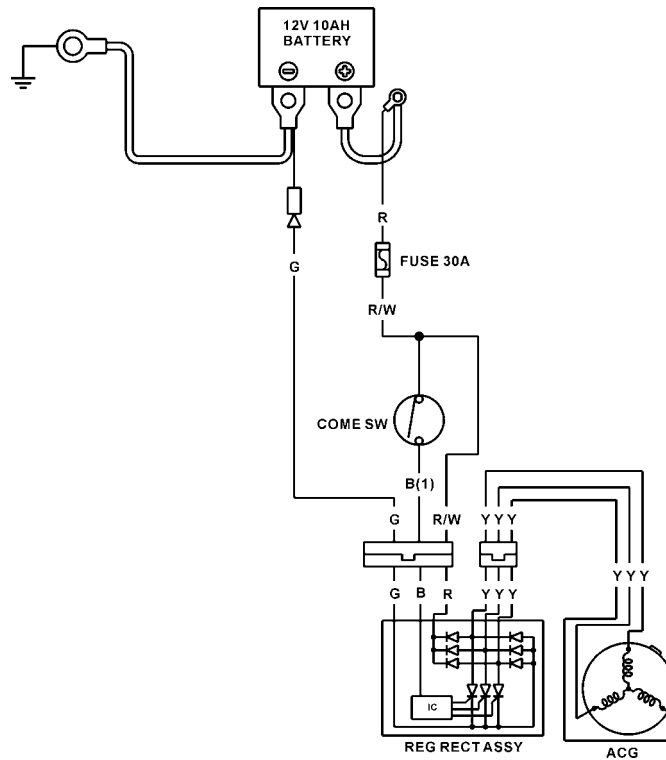 12V 10AH
BATTERY
R
G
FUSE 30A
R/W
COME SW
B(1)
G
R/W
Y Y Y
Y Y Y
G B R Y Y Y
IC
REG RECT ASSY
ACG